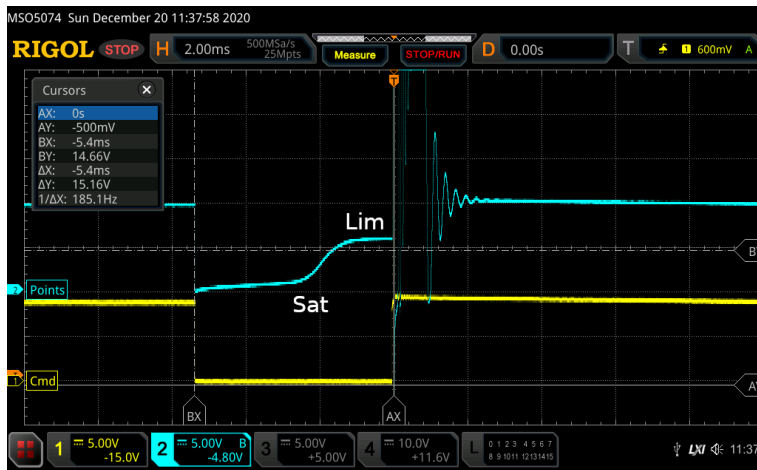 MSO5074 Sun December 20 11:37:58 2020
RIGOL STOP H 2.00ms 500MSa/s 25Mpts Measure STOP/RUN D 0.00s T 1 600mV A
T
Cursors
AX: 0s
AY: -500mV
BX: -5.4ms
BY: 14.66V
ΔX: -5.4ms
ΔY: 15.16V
1/ΔX: 185.1Hz
Lim
B
2 Points
Sat
1 Cmd
A
BX AX
1 5.00V -15.0V 2 5.00V B -4.80V 3 5.00V +5.00V 4 10.0V +11.6V L 0 1 2 3 4 5 6 7 8 9 10 11 12 13 14 15 LXI 11:37